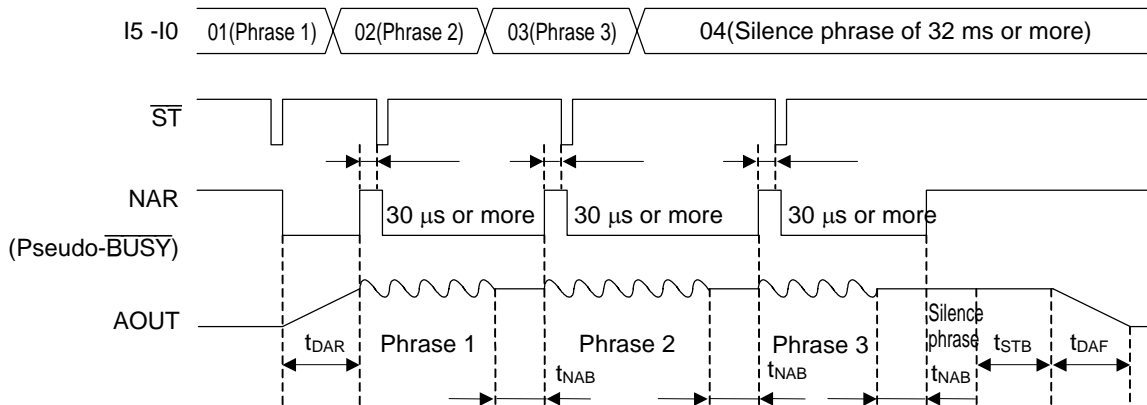 I5 -I0 01(Phrase 1) 02(Phrase 2) 03(Phrase 3) 04(Silence phrase of 32 ms or more)
ST
NAR
30 μs or more 30 μs or more 30 μs or more
(Pseudo-BUSY)
AOUT
Silence
phrase
tDAR Phrase 1 Phrase 2 Phrase 3 tSTB tDAF
tNAB tNAB tNAB